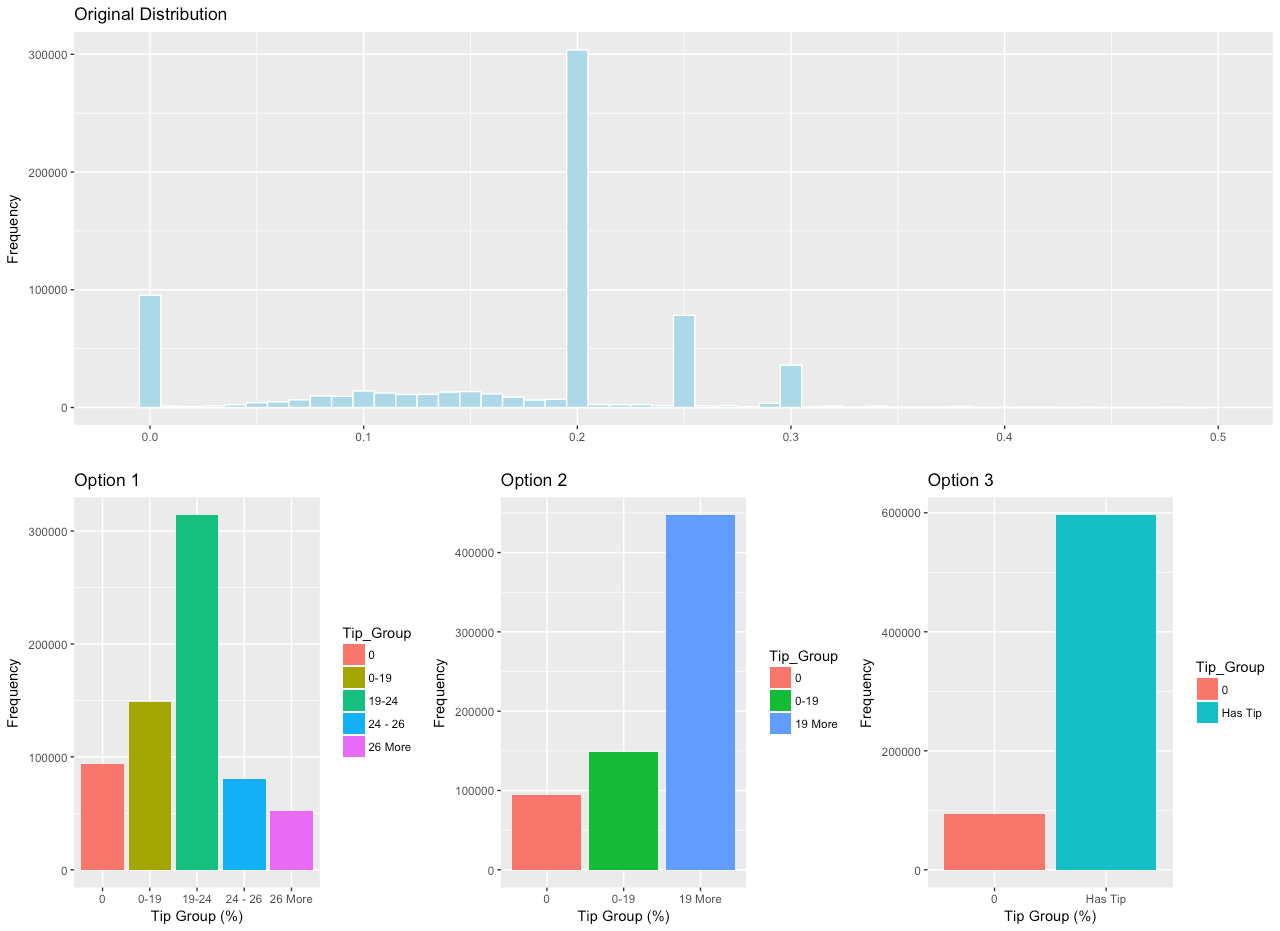 Original Distribution
Frequency
300000
200000
100000
0
0.0 0.1 0.2 0.3 0.4 0.5
Option 1
Frequency
300000
200000
100000
0
0 0-19 19-24 24 - 26 26 More
Tip Group (%)
Tip_Group
0
0-19
19-24
24 - 26
26 More
Option 2
Frequency
400000
300000
200000
100000
0
0 0-19 19 More
Tip Group (%)
Tip_Group
0
0-19
19 More
Option 3
Frequency
600000
400000
200000
0
0 Has Tip
Tip Group (%)
Tip_Group
0
Has Tip